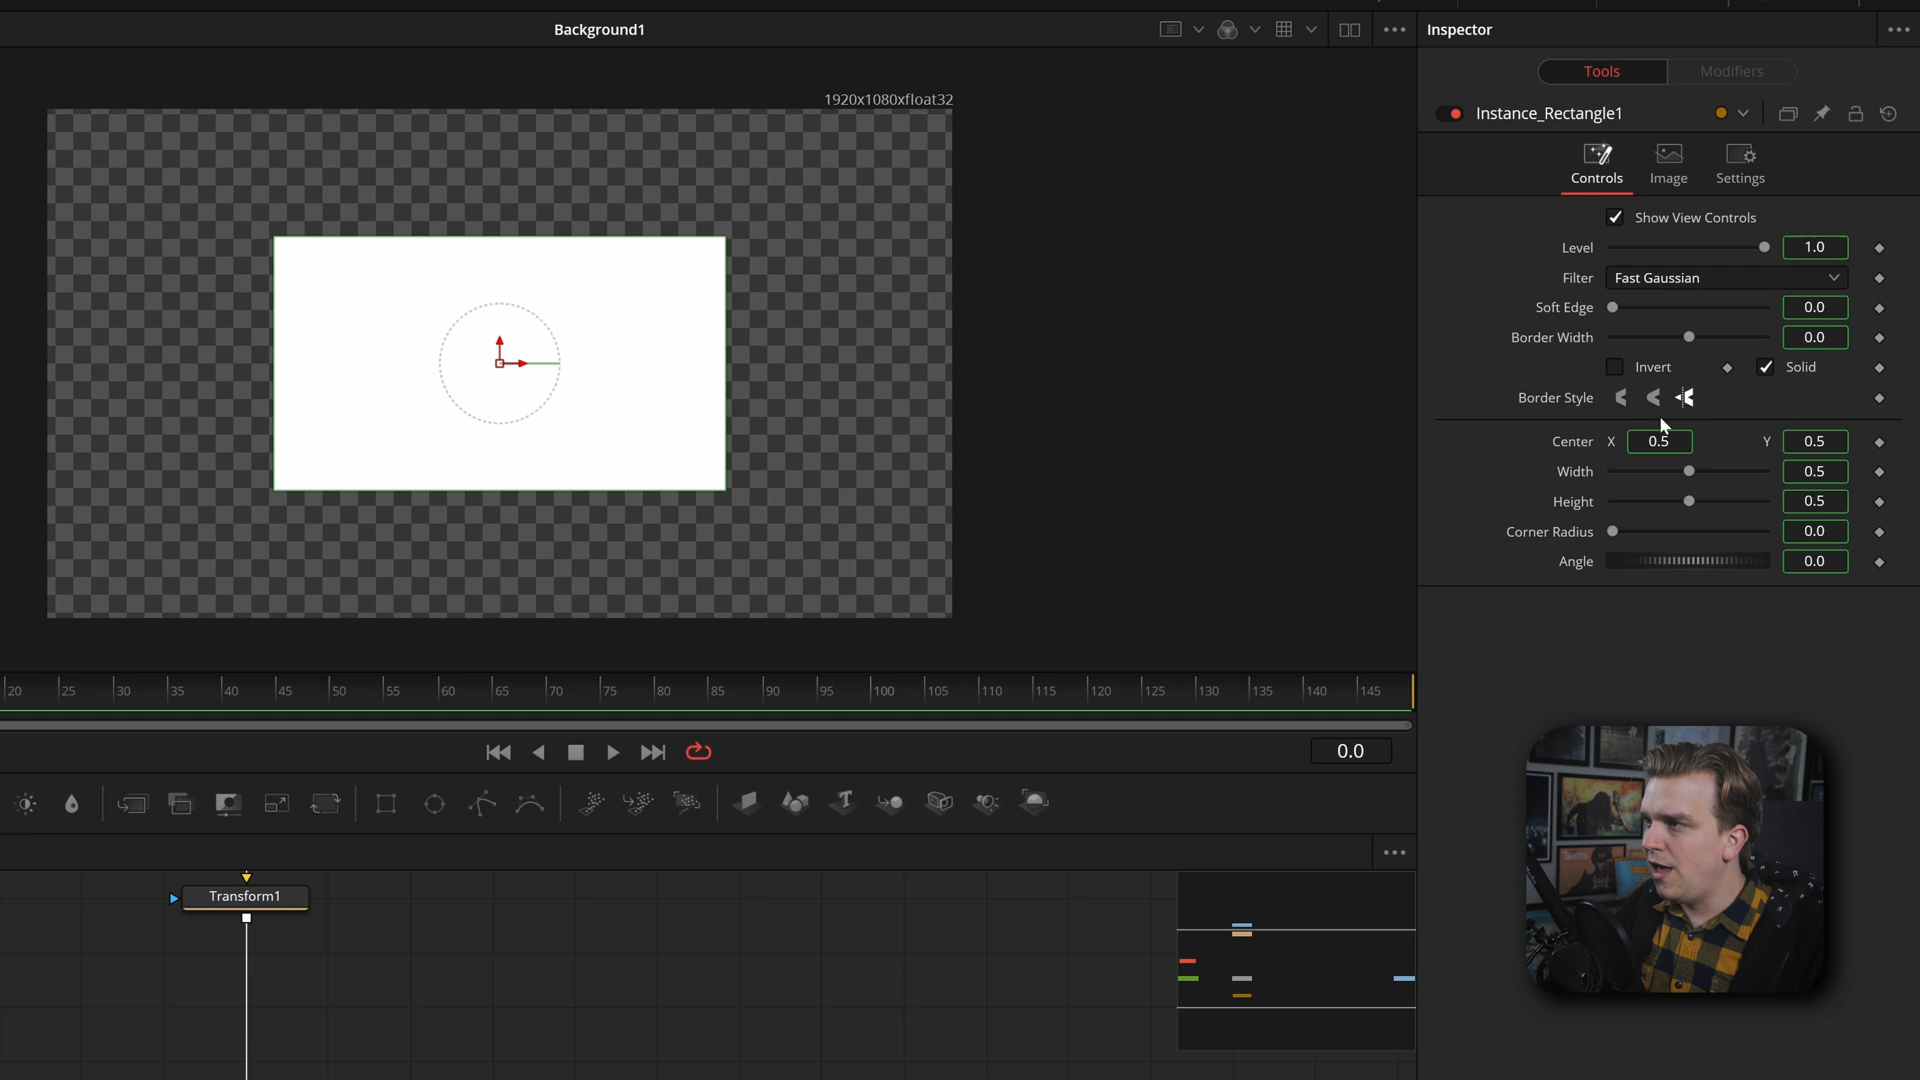 Background1
Inspector
Tools
Modifiers
1920x1080xfloat32
Instance_Rectangle1
Controls
Image
Settings
Show View Controls
Level 1.0
Filter Fast Gaussian
Soft Edge 0.0
Border Width 0.0
Invert Solid
Border Style
Center X 0.5 Y 0.5
Width 0.5
Height 0.5
Corner Radius 0.0
Angle 0.0
20 25 30 35 40 45 50 55 60 65 70 75 80 85 90 95 100 105 110 115 120 125 130 135 140 145
0.0
Transform1